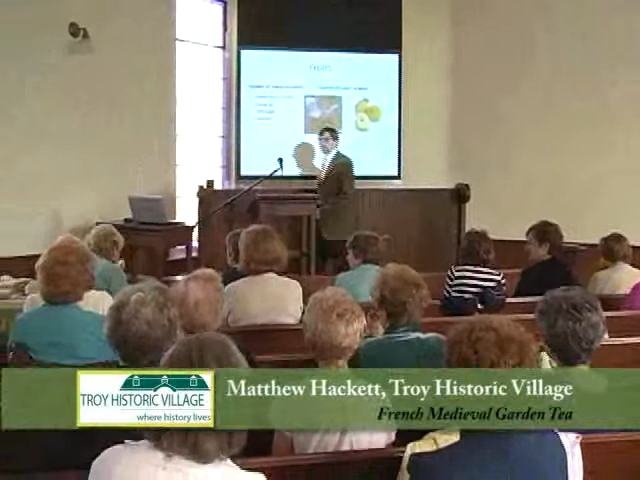 Fruits
TROY HISTORIC VILLAGE
where history lives
Matthew Hackett, Troy Historic Village
French Medieval Garden Tea